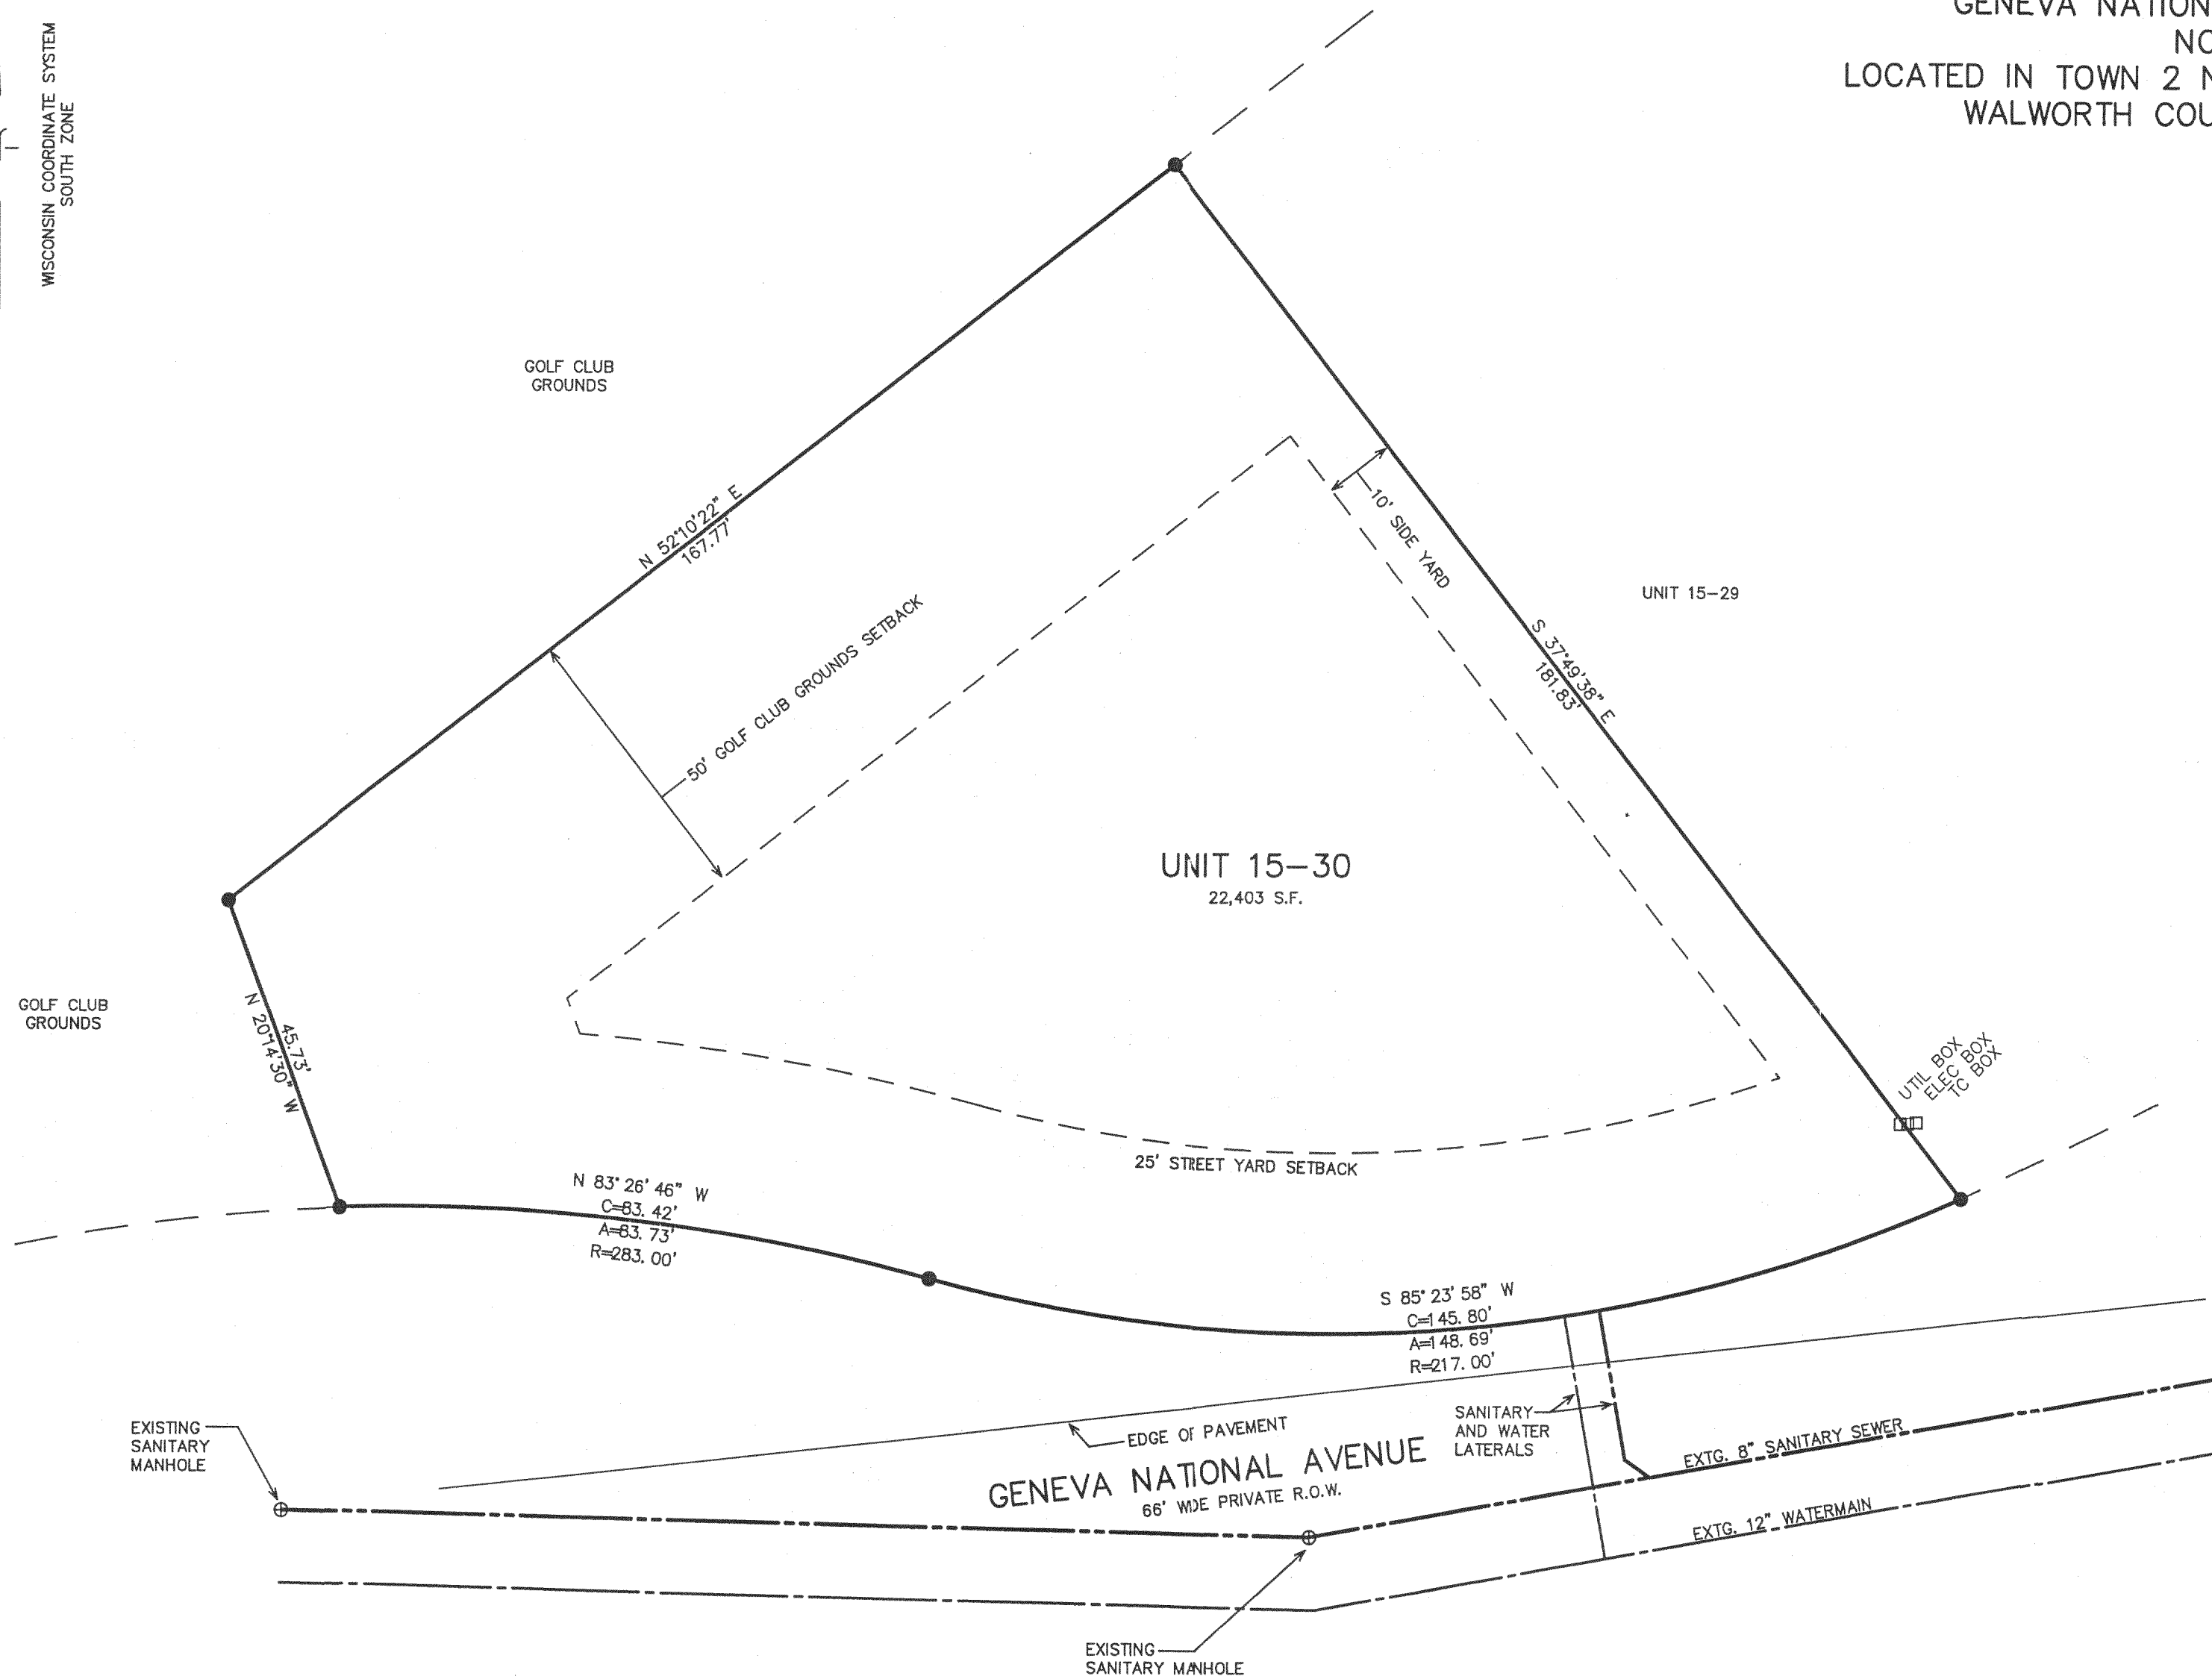 WISCONSIN COORDINATE SYSTEM
SOUTH ZONE
GENEVA NATION
LOCATED IN TOWN 2 N
WALWORTH COU
GOLF CLUB
GROUNDS
N 52°10'22" E
167.77'
10' SIDE YARD
UNIT 15-29
50' GOLF CLUB GROUNDS SETBACK
S 37°49'38" E
181.83'
UNIT 15-30
22,403 S.F.
GOLF CLUB
GROUNDS
45.73'
N 20°14'30" W
UTIL BOX
ELEC BOX
TC BOX
25' STREET YARD SETBACK
N 83° 26' 46" W
C=83.42'
A=83.73'
R=283.00'
S 85° 23' 58" W
C=145.80'
A=148.69'
R=217.00'
EXISTING
SANITARY
MANHOLE
EDGE OF PAVEMENT
SANITARY
AND WATER
LATERALS
GENEVA NATIONAL AVENUE
66' WIDE PRIVATE R.O.W.
EXTG. 8" SANITARY SEWER
EXTG. 12" WATERMAIN
EXISTING
SANITARY MANHOLE